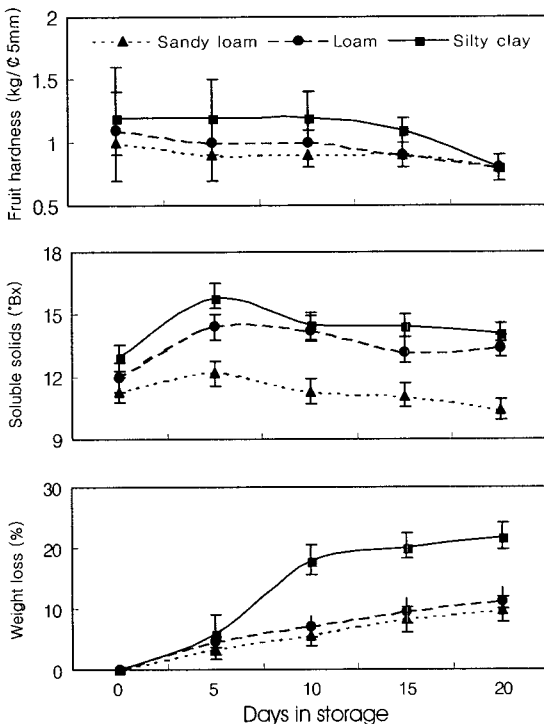 2
Sandy loam Loam Silty clay
1.5
1
0.5
Fruit hardness (kg/¢5mm)
18
15
12
9
Soluble solids (°Bx)
30
20
10
0
Weight loss (%)
0 5 10 15 20
Days in storage